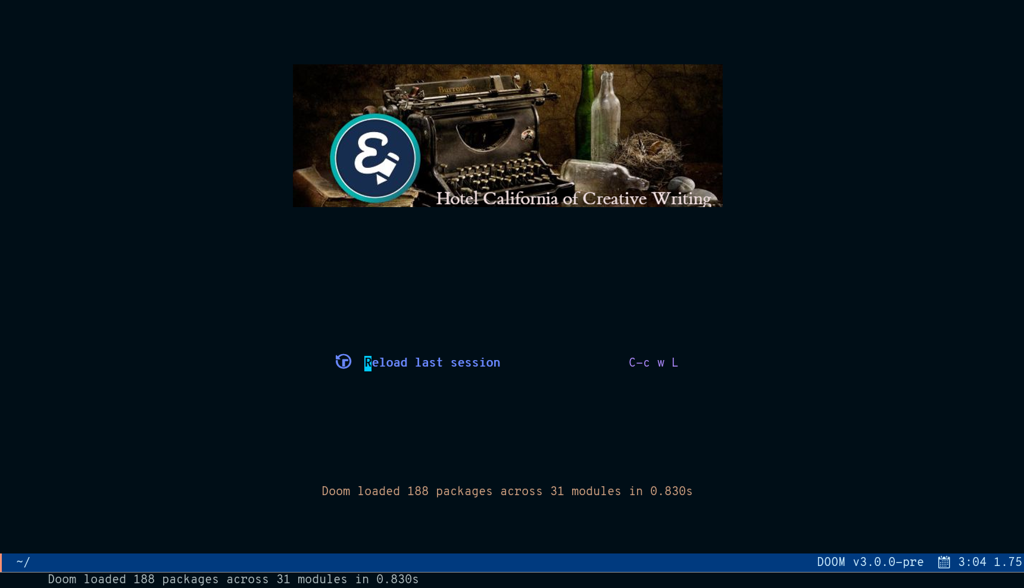 Barrout
Hotel California of Creative Writing
Reload last session C-c w L
Doom loaded 188 packages across 31 modules in 0.830s
~/ DOOM v3.0.0-pre 3:04 1.75
Doom loaded 188 packages across 31 modules in 0.830s